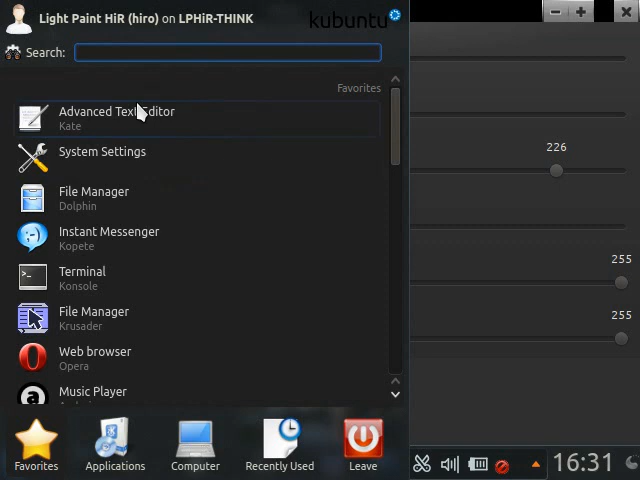 Light Paint HiR (hiro) on LPHiR-THINK
kubuntu
Search:
Favorites
Advanced Text Editor
Kate
System Settings
File Manager
Dolphin
Instant Messenger
Kopete
Terminal
Konsole
File Manager
Krusader
Web browser
Opera
Music Player
Favorites
Applications
Computer
Recently Used
Leave
226
255
255
16:31